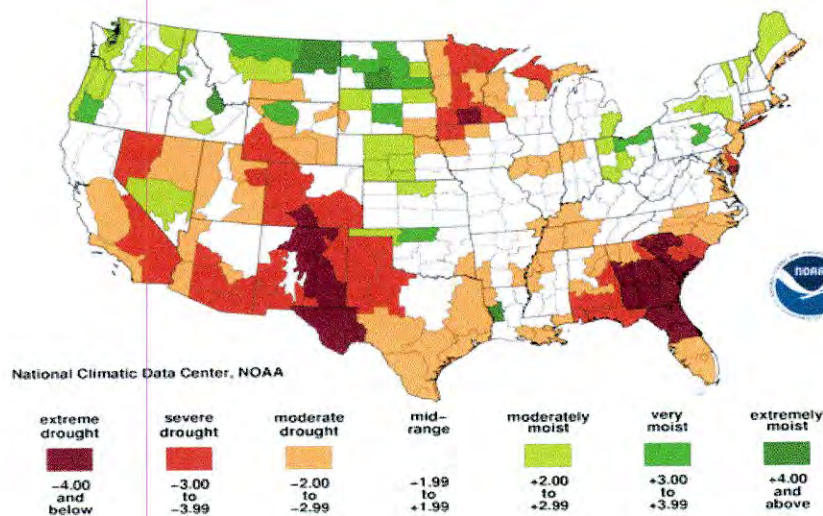 NOAA
National Climatic Data Center, NOAA
extreme drought
severe drought
moderate drought
mid-range
moderately moist
very moist
extremely moist
-4.00 and below
-3.00 to -3.99
-2.00 to -2.99
-1.99 to +1.99
+2.00 to +2.99
+3.00 to +3.99
+4.00 and above